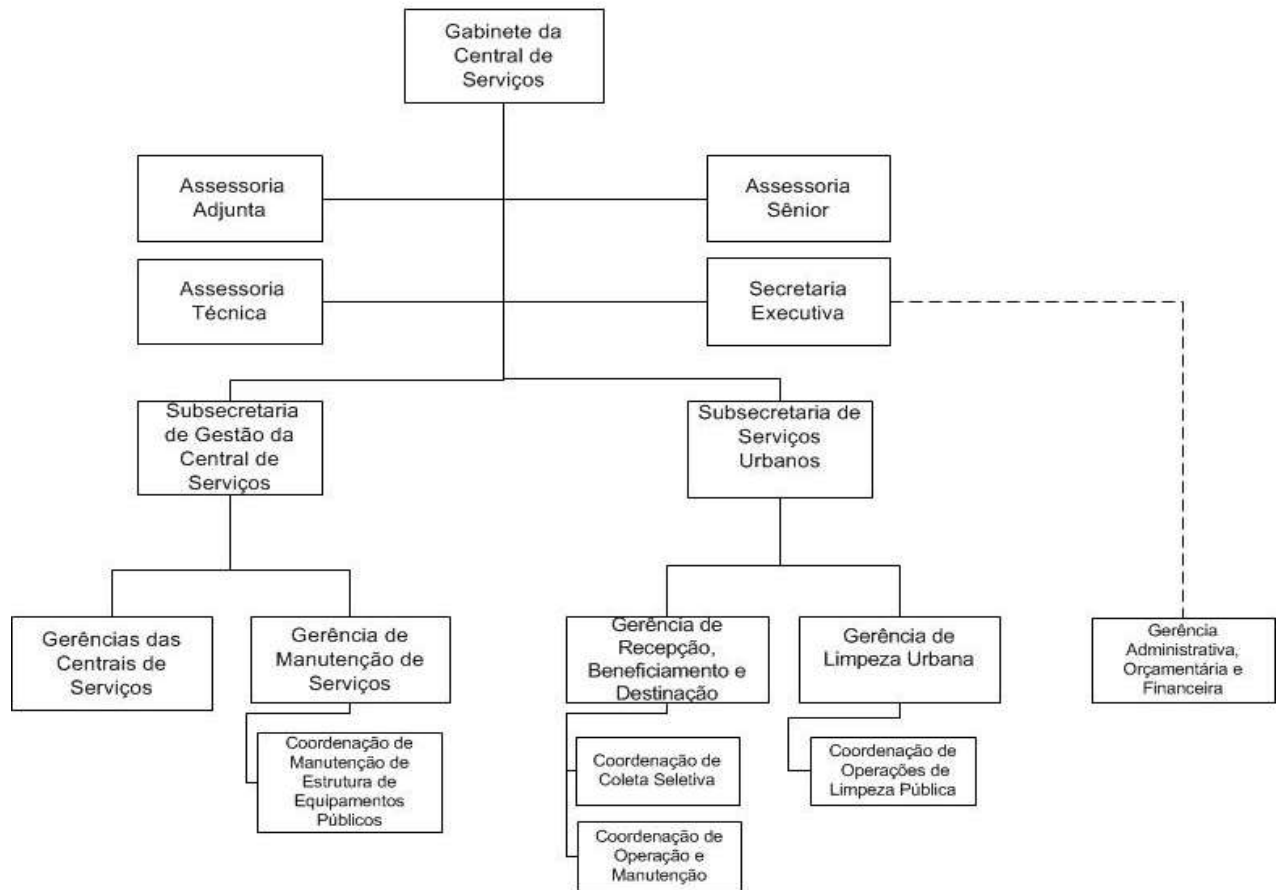 Gabinete da
Central de
Serviços
Assessoria
Adjunta
Assessoria
Sênior
Assessoria
Técnica
Secretaria
Executiva
Subsecretaria
de Gestão da
Central de
Serviços
Subsecretaria de
Serviços
Urbanos
Gerências das
Centrais de
Serviços
Gerência de
Manutenção de
Serviços
Gerência de
Recepção,
Beneficiamento e
Destinação
Gerência de
Limpeza Urbana
Gerência
Administrativa,
Orçamentária e
Financeira
Coordenação de
Manutenção de
Estrutura de
Equipamentos
Públicos
Coordenação de
Coleta Seletiva
Coordenação de
Operações de
Limpeza Pública
Coordenação de
Operação e
Manutenção